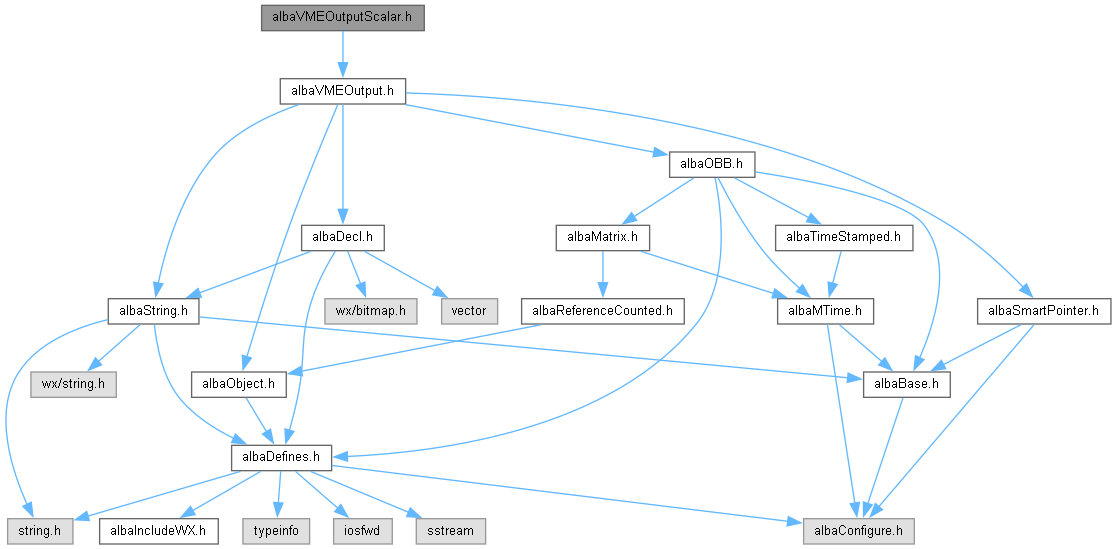 albaVMEOutputScalar.h
albaVMEOutput.h
albaOBB.h
albaDecl.h
albaMatrix.h
albaTimeStamped.h
albaString.h
wx/bitmap.h
vector
albaReferenceCounted.h
albaMTime.h
albaSmartPointer.h
wx/string.h
albaObject.h
albaBase.h
albaDefines.h
string.h
albaIncludeWX.h
typeinfo
iosfwd
sstream
albaConfigure.h